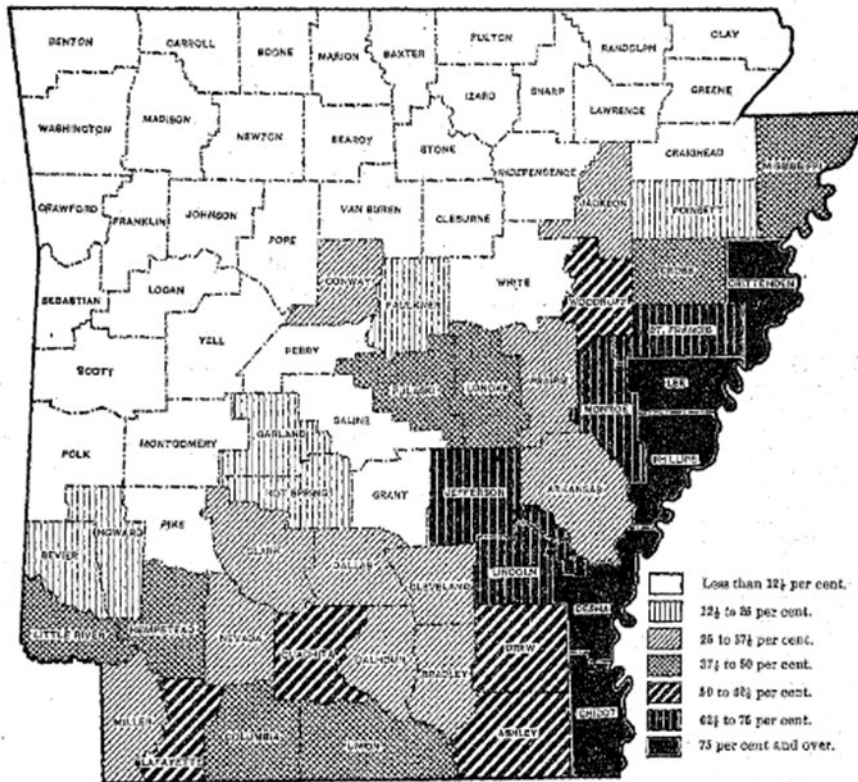 BENTON
CARROLL
BOONE
MARION
BAXTER
FULTON
RANDOLPH
CLAY
IZARD
SHARP
LAWRENCE
GREENE
WASHINGTON
MADISON
NEWTON
SEARCY
STONE
INDEPENDENCE
CRAIGHEAD
MISSISSIPPI
CRAWFORD
FRANKLIN
JOHNSON
POPE
VAN BUREN
CLEBURNE
JACKSON
POINSETT
SEBASTIAN
LOGAN
CONWAY
FAULKNER
WHITE
WOODRUFF
CROSS
CRITTENDEN
SCOTT
YELL
PERRY
PULASKI
LONOKE
PRAIRIE
MONROE
ST. FRANCIS
LEE
PHILLIPS
POLK
MONTGOMERY
GARLAND
SALINE
HOT SPRING
GRANT
JEFFERSON
ARKANSAS
SEVIER
HOWARD
PIKE
CLARK
DALLAS
CLEVELAND
LINCOLN
DESHA
LITTLE RIVER
HEMPSTEAD
NEVADA
OUACHITA
CALHOUN
BRADLEY
DREW
CHICOT
MILLER
LAFAYETTE
COLUMBIA
UNION
ASHLEY
Less than 12½ per cent.
12½ to 25 per cent.
25 to 37½ per cent.
37½ to 50 per cent.
50 to 62½ per cent.
62½ to 75 per cent.
75 per cent and over.